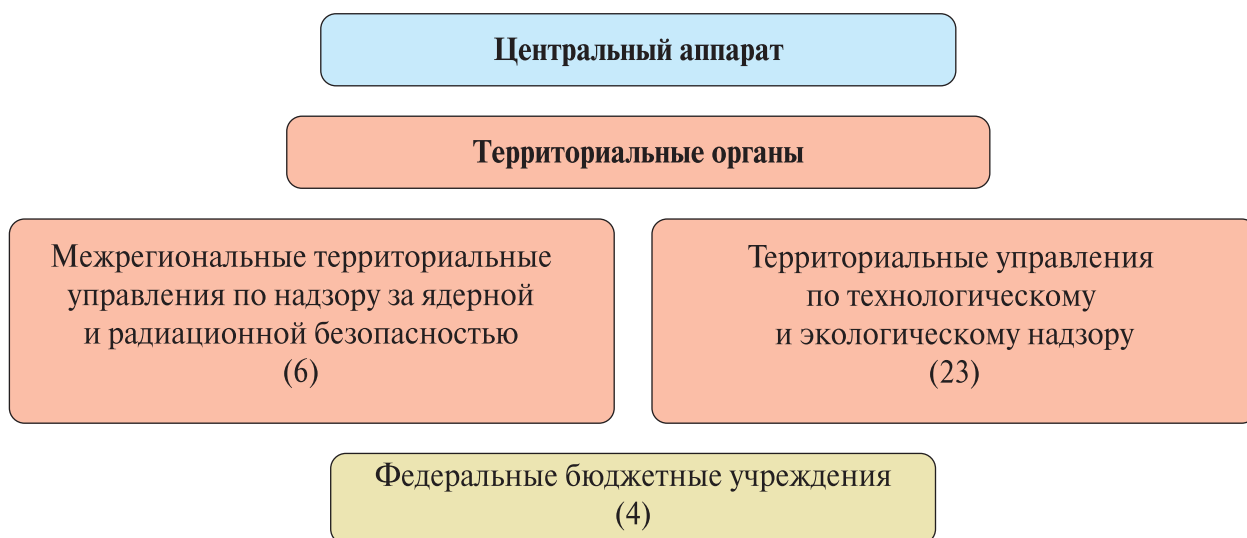 Центральный аппарат
Территориальные органы
Межрегиональные территориальные
управления по надзору за ядерной
и радиационной безопасностью
(6)
Территориальные управления
по технологическому
и экологическому надзору
(23)
Федеральные бюджетные учреждения
(4)